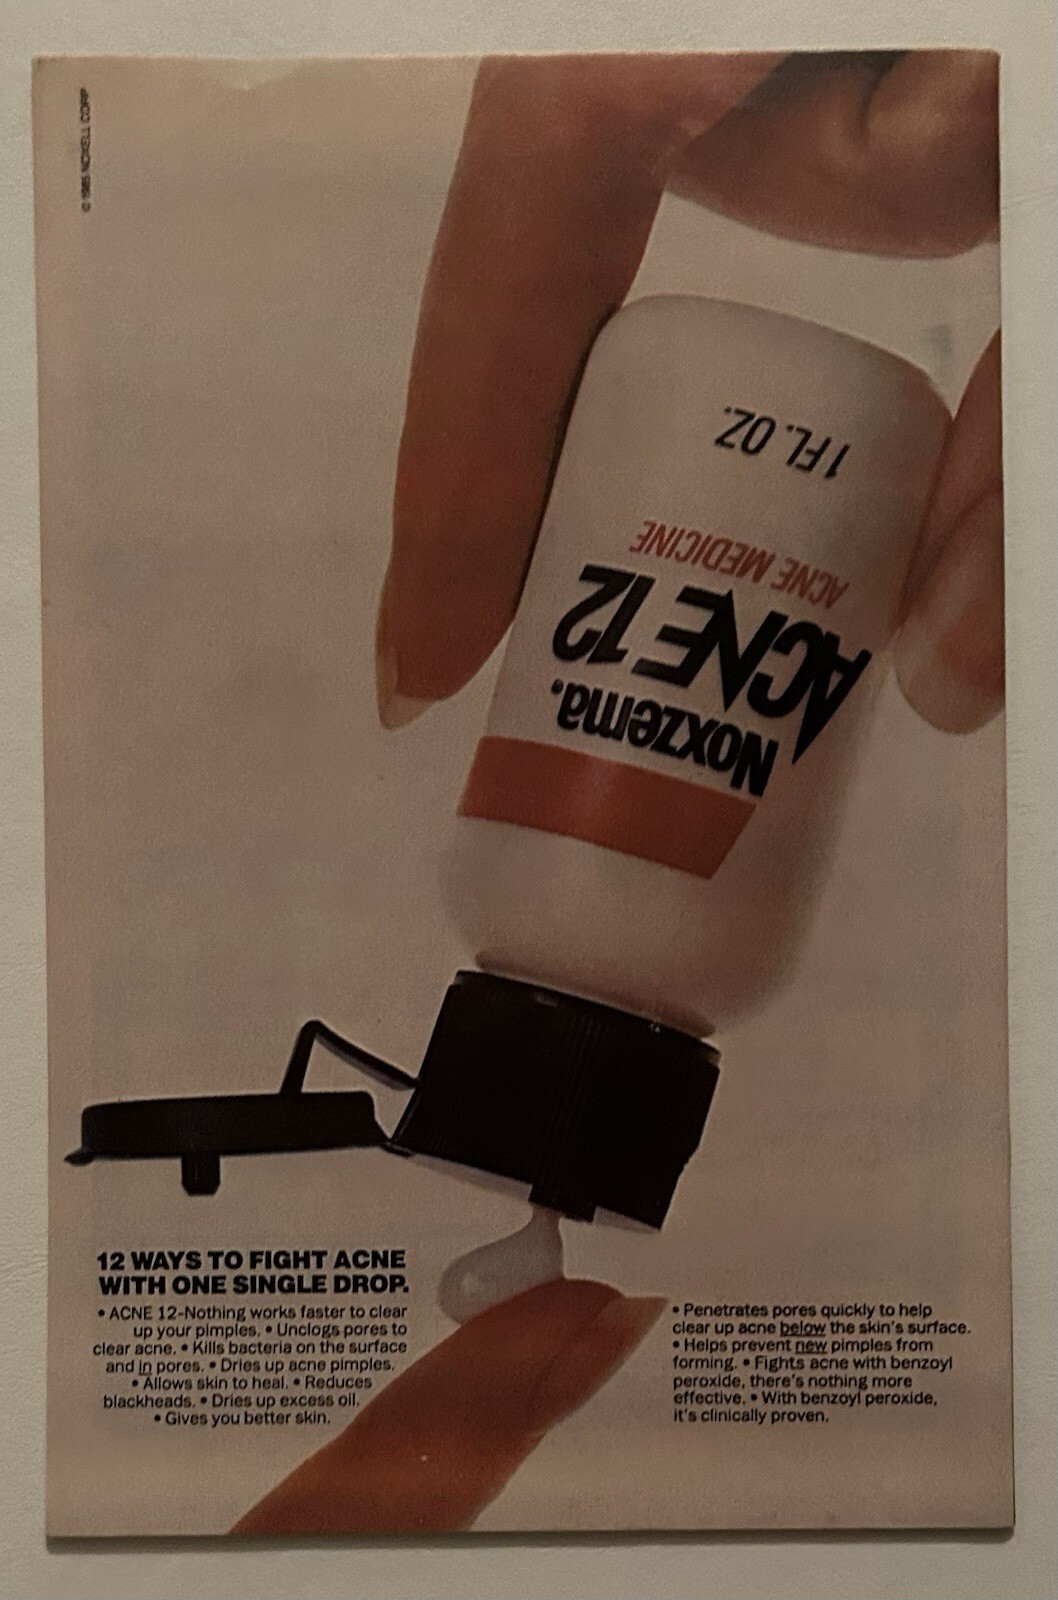 © 1985 NOXELL CORP
1 FL. OZ.
ACNE MEDICINE
ACNE 12
Noxzema.
12 WAYS TO FIGHT ACNE
WITH ONE SINGLE DROP.
• ACNE 12-Nothing works faster to clear
up your pimples. • Unclogs pores to
clear acne. • Kills bacteria on the surface
and in pores. • Dries up acne pimples.
• Allows skin to heal. • Reduces
blackheads. • Dries up excess oil.
• Gives you better skin.
• Penetrates pores quickly to help
clear up acne below the skin's surface.
• Helps prevent new pimples from
forming. • Fights acne with benzoyl
peroxide, there's nothing more
effective. • With benzoyl peroxide,
it's clinically proven.